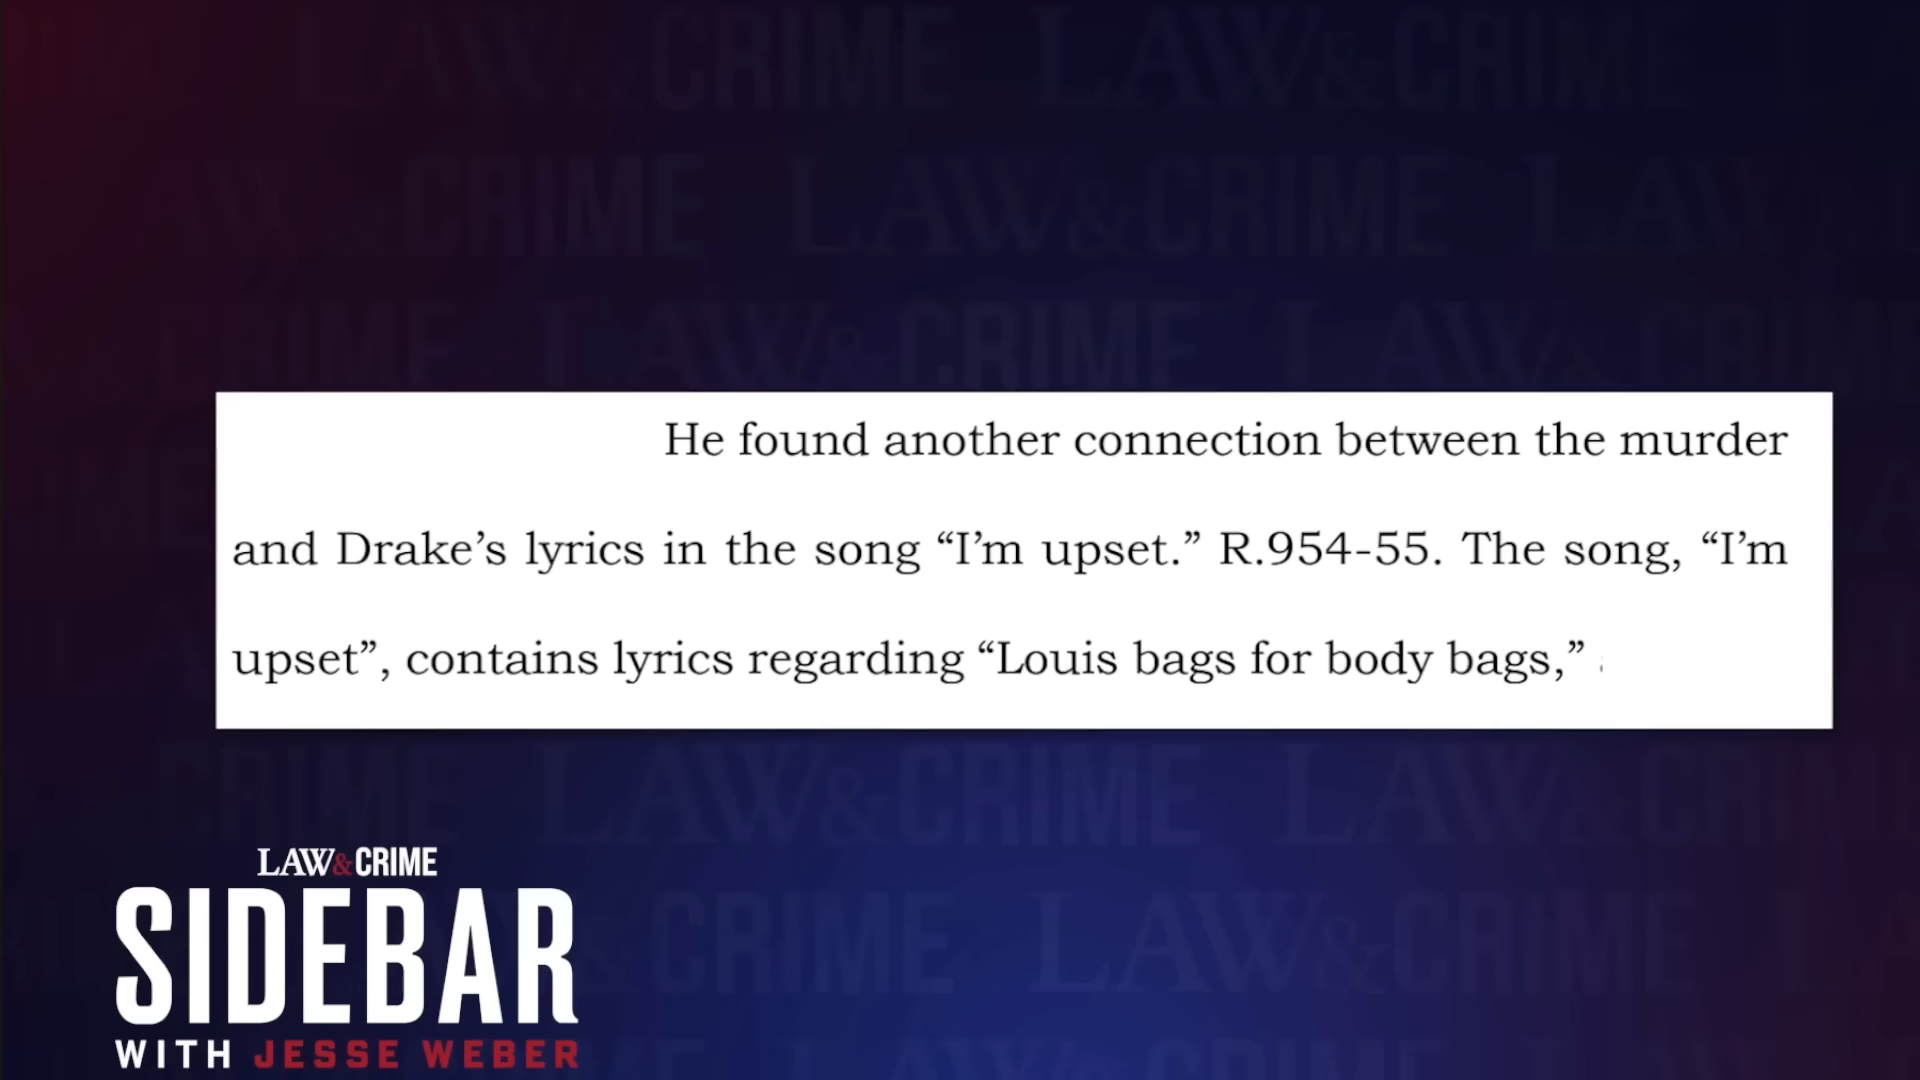 He found another connection between the murder
and Drake’s lyrics in the song “I’m upset.” R.954-55. The song, “I’m
upset”, contains lyrics regarding “Louis bags for body bags,”
LAW&CRIME
SIDEBAR
WITH JESSE WEBER